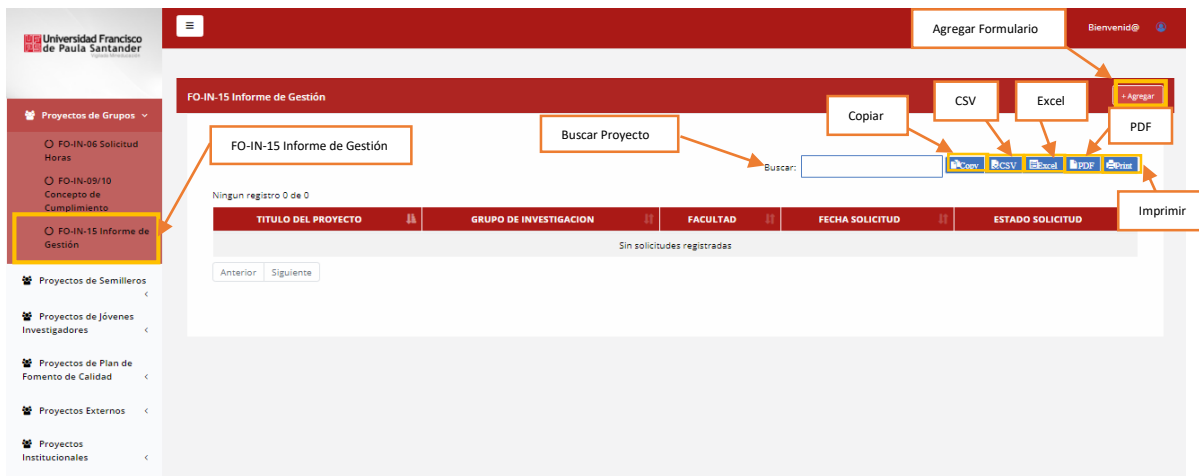 Universidad Francisco
de Paula Santander
Agregar Formulario
Bienvenid@
FO-IN-15 Informe de Gestión
+ Agregar
Proyectos de Grupos
FO-IN-06 Solicitud
Horas
FO-IN-09/10
Concepto de
Cumplimiento
FO-IN-15 Informe de
Gestión
Proyectos de Semilleros
Proyectos de Jóvenes
Investigadores
Proyectos de Plan de
Fomento de Calidad
Proyectos Externos
Proyectos
Institucionales
FO-IN-15 Informe de Gestión
Buscar Proyecto
Copiar
CSV
Excel
PDF
Imprimir
Buscar:
Copy CSV Excel PDF Print
Ningun registro 0 de 0
TITULO DEL PROYECTO GRUPO DE INVESTIGACION FACULTAD FECHA SOLICITUD ESTADO SOLICITUD
Sin solicitudes registradas
Anterior Siguiente